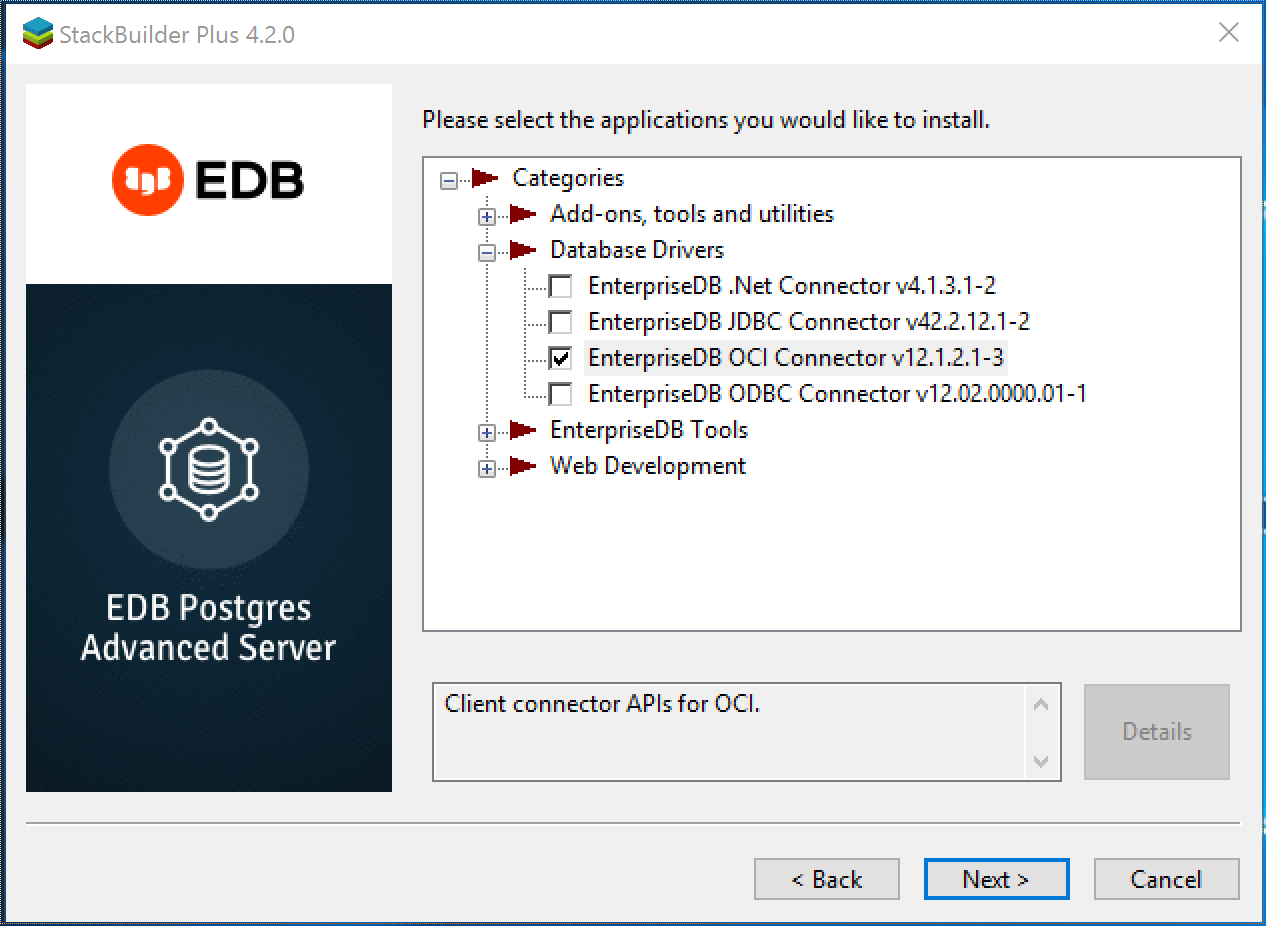 StackBuilder Plus 4.2.0
EDB
EDB Postgres
Advanced Server
Please select the applications you would like to install.
Categories
Add-ons, tools and utilities
Database Drivers
EnterpriseDB .Net Connector v4.1.3.1-2
EnterpriseDB JDBC Connector v42.2.12.1-2
EnterpriseDB OCI Connector v12.1.2.1-3
EnterpriseDB ODBC Connector v12.02.0000.01-1
EnterpriseDB Tools
Web Development
Client connector APIs for OCI.
Details
< Back
Next >
Cancel